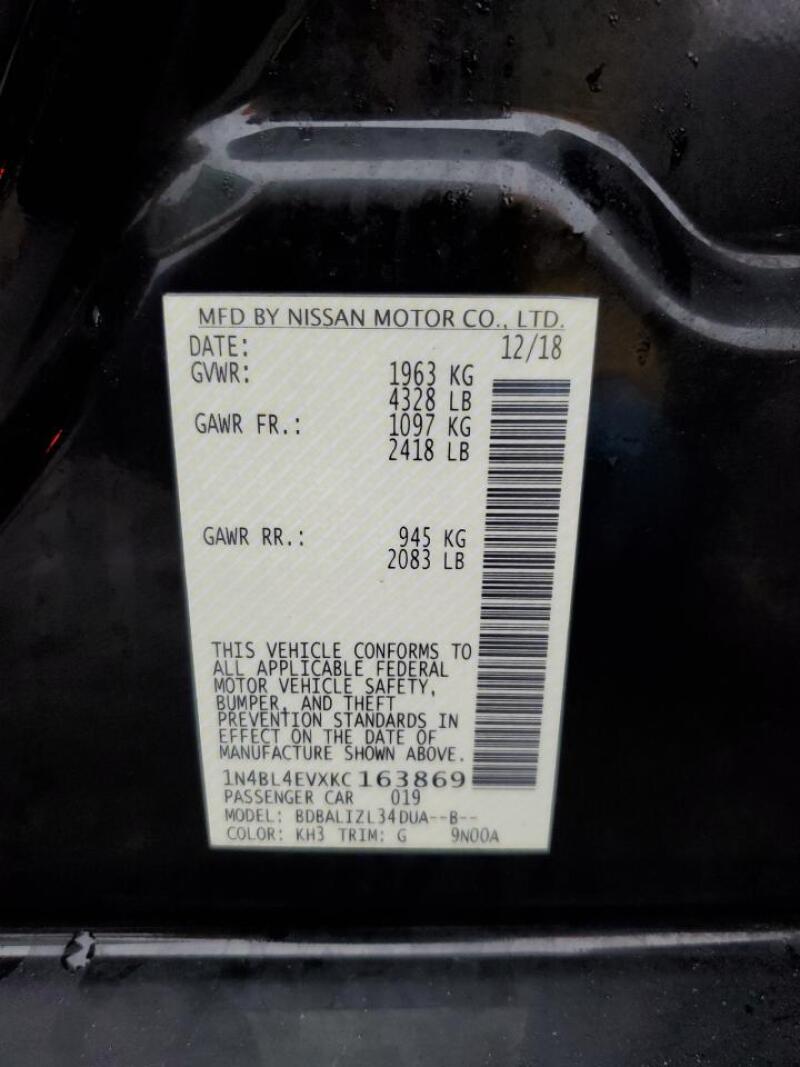 MFD BY NISSAN MOTOR CO., LTD.
DATE: 12/18
GVWR: 1963 KG
4328 LB
GAWR FR.: 1097 KG
2418 LB
GAWR RR.: 945 KG
2083 LB
THIS VEHICLE CONFORMS TO
ALL APPLICABLE FEDERAL
MOTOR VEHICLE SAFETY,
BUMPER, AND THEFT
PREVENTION STANDARDS IN
EFFECT ON THE DATE OF
MANUFACTURE SHOWN ABOVE.
1N4BL4EVXKC163869
PASSENGER CAR 019
MODEL: BDBALIZL34DUA--B--
COLOR: KH3 TRIM: G 9N00A